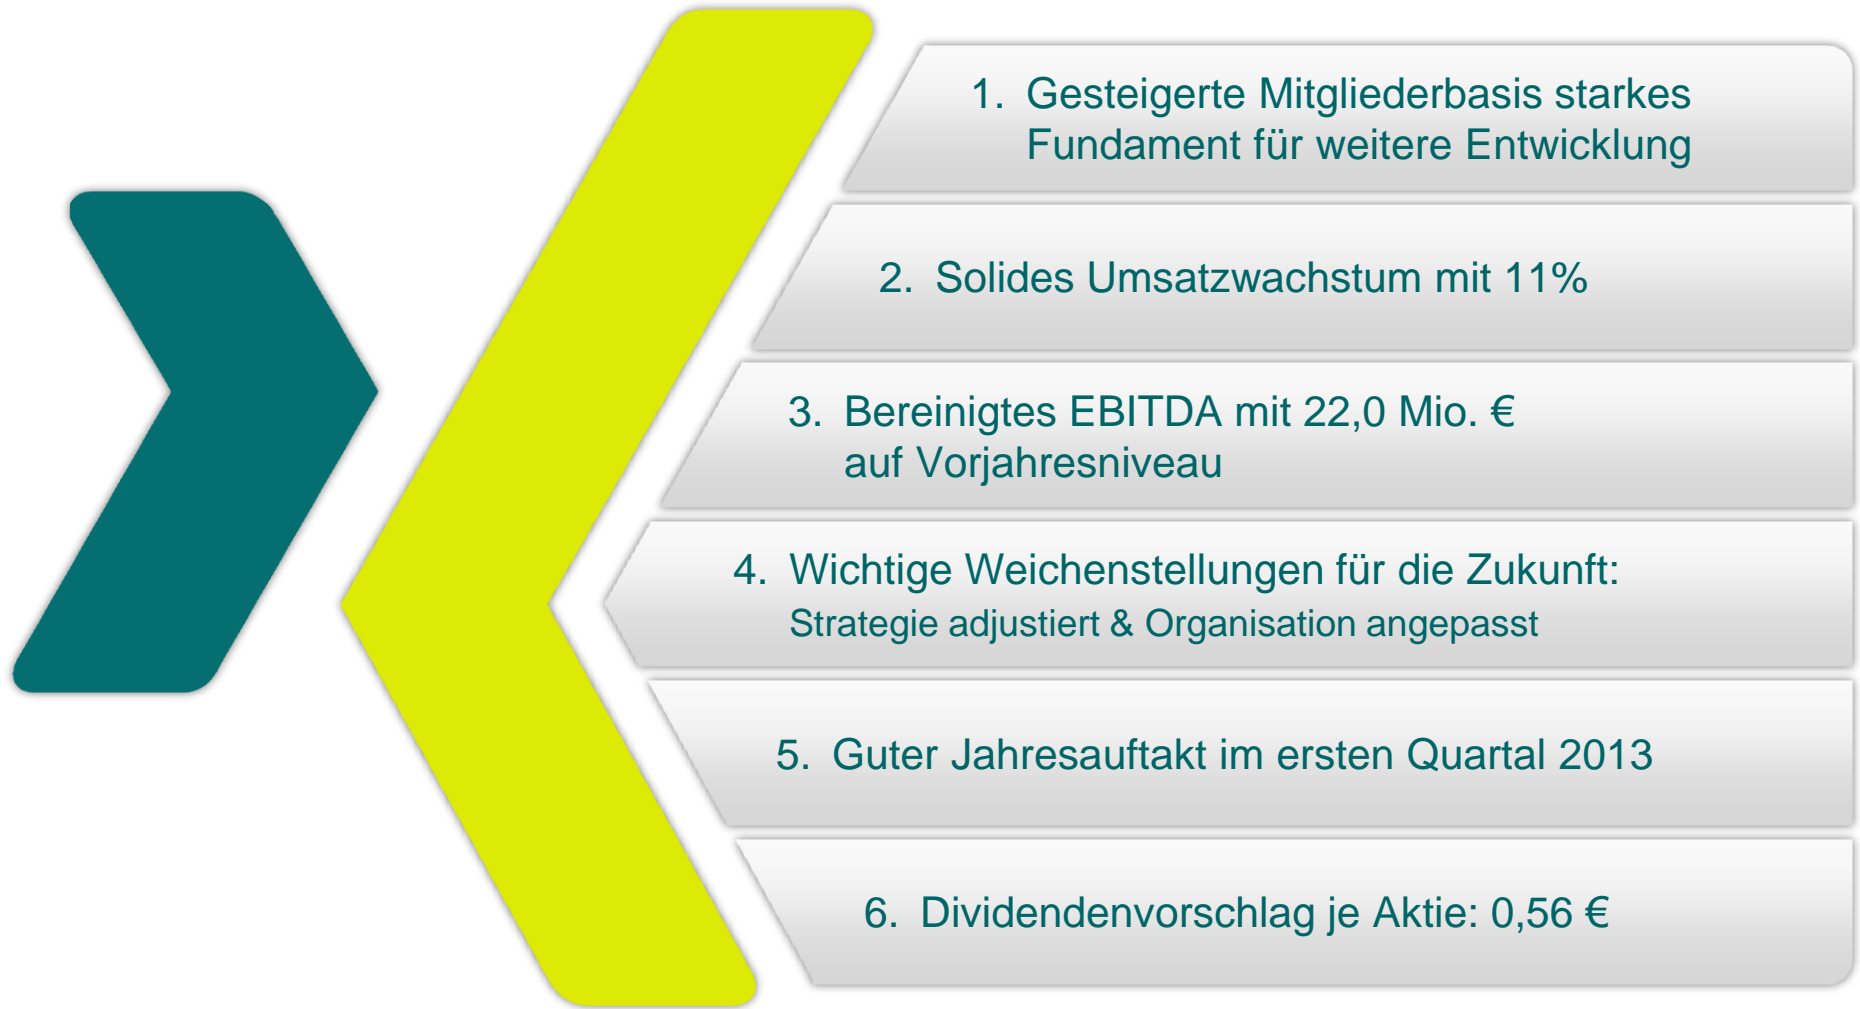 1. Gesteigerte Mitgliederbasis starkes
Fundament für weitere Entwicklung
2. Solides Umsatzwachstum mit 11%
3. Bereinigtes EBITDA mit 22,0 Mio. €
auf Vorjahresniveau
4. Wichtige Weichenstellungen für die Zukunft:
Strategie adjustiert & Organisation angepasst
5. Guter Jahresauftakt im ersten Quartal 2013
6. Dividendenvorschlag je Aktie: 0,56 €